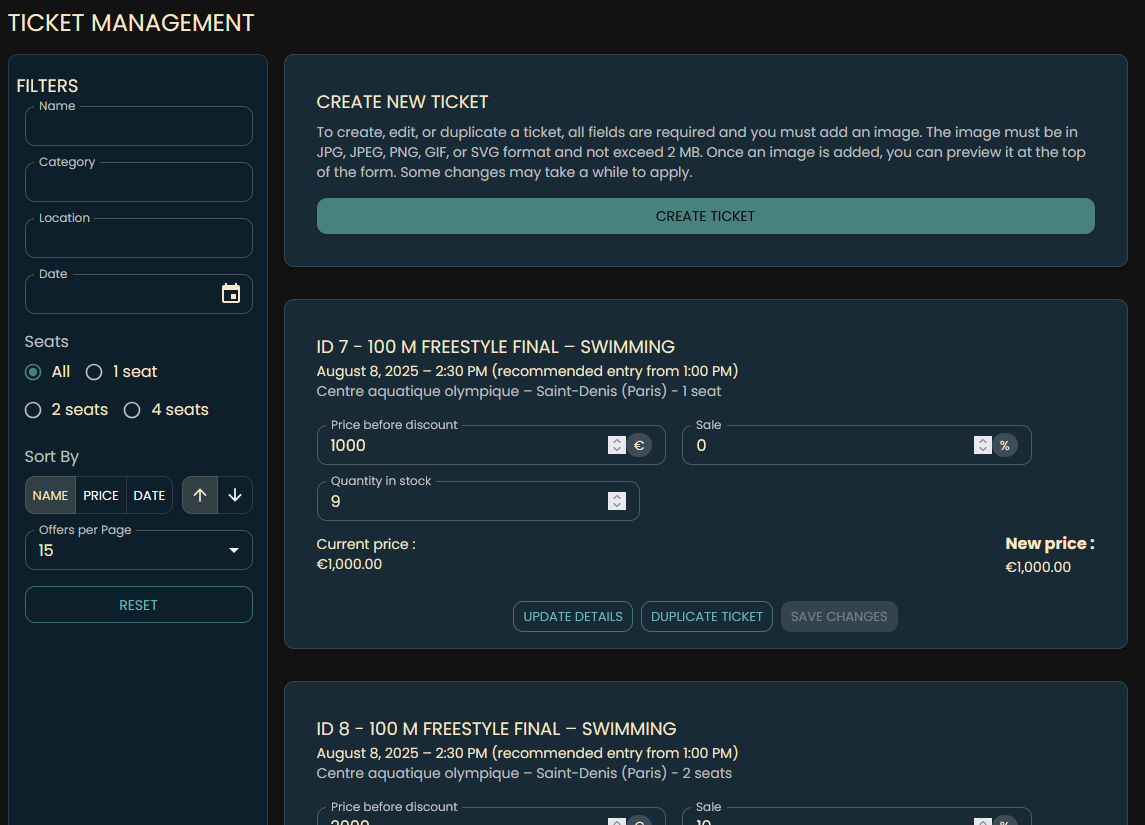 TICKET MANAGEMENT
FILTERS
Name
Category
Location
Date
Seats
All 1 seat
2 seats 4 seats
Sort By
NAME PRICE DATE
Offers per Page
15
RESET
CREATE NEW TICKET
To create, edit, or duplicate a ticket, all fields are required and you must add an image. The image must be in
JPG, JPEG, PNG, GIF, or SVG format and not exceed 2 MB. Once an image is added, you can preview it at the top
of the form. Some changes may take a while to apply.
CREATE TICKET
ID 7 - 100 M FREESTYLE FINAL – SWIMMING
August 8, 2025 – 2:30 PM (recommended entry from 1:00 PM)
Centre aquatique olympique – Saint-Denis (Paris) - 1 seat
Price before discount
1000 €
Sale
0 %
Quantity in stock
9
Current price :
€1,000.00
New price :
€1,000.00
UPDATE DETAILS DUPLICATE TICKET SAVE CHANGES
ID 8 - 100 M FREESTYLE FINAL – SWIMMING
August 8, 2025 – 2:30 PM (recommended entry from 1:00 PM)
Centre aquatique olympique – Saint-Denis (Paris) - 2 seats
Price before discount
Sale